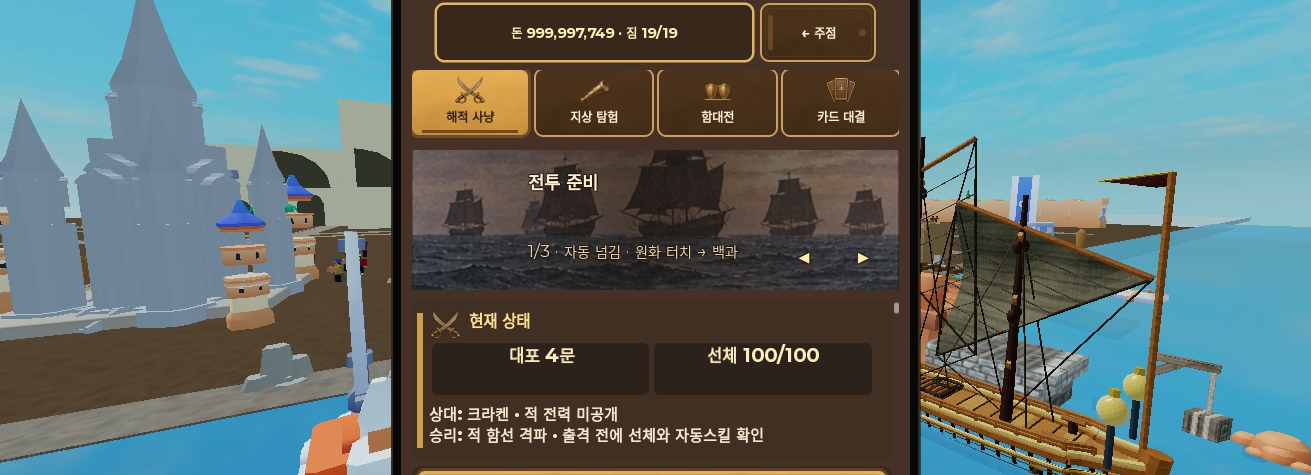 돈 999,997,749 · 짐 19/19
← 주점
해적 사냥
지상 탐험
함대전
카드 대결
전투 준비
1/3 · 자동 넘김 · 원화 터치 → 백과
◀ ▶
현재 상태
대포 4문
선체 100/100
상대: 크라켄 • 적 전력 미공개
승리: 적 함선 격파 • 출격 전에 선체와 자동스킬 확인